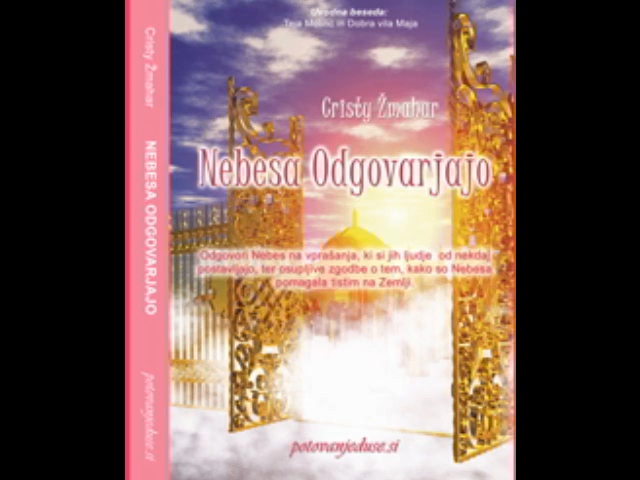 Cristy Žmahar
NEBESA ODGOVARJAJO
potovanjeduse.si
Uvodna beseda:
in Dobra vila Maja
Cristy Žmahar
Nebesa Odgovarjajo
Odgovori Nebes na vprašanja, ki si jih ljudje od nekdaj
postavljajo, ter osupljive zgodbe o tem, kako so Nebesa
pomagala tistim na Zemlji.
potovanjeduse.si